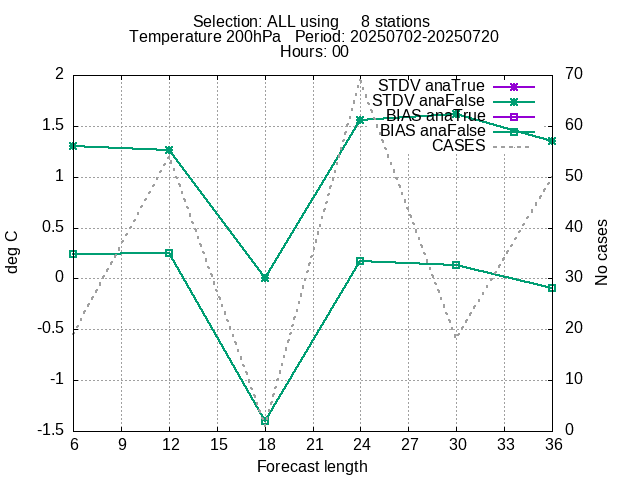 Selection: ALL using     8 stations
Temperature 200hPa   Period: 20250702-20250720
Hours: 00
2
1.5
1
0.5
0
-0.5
-1
-1.5
deg C
70
60
50
40
30
20
10
0
No cases
STDV anaTrue
STDV anaFalse
BIAS anaTrue
BIAS anaFalse
CASES
6 9 12 15 18 21 24 27 30 33 36
Forecast length